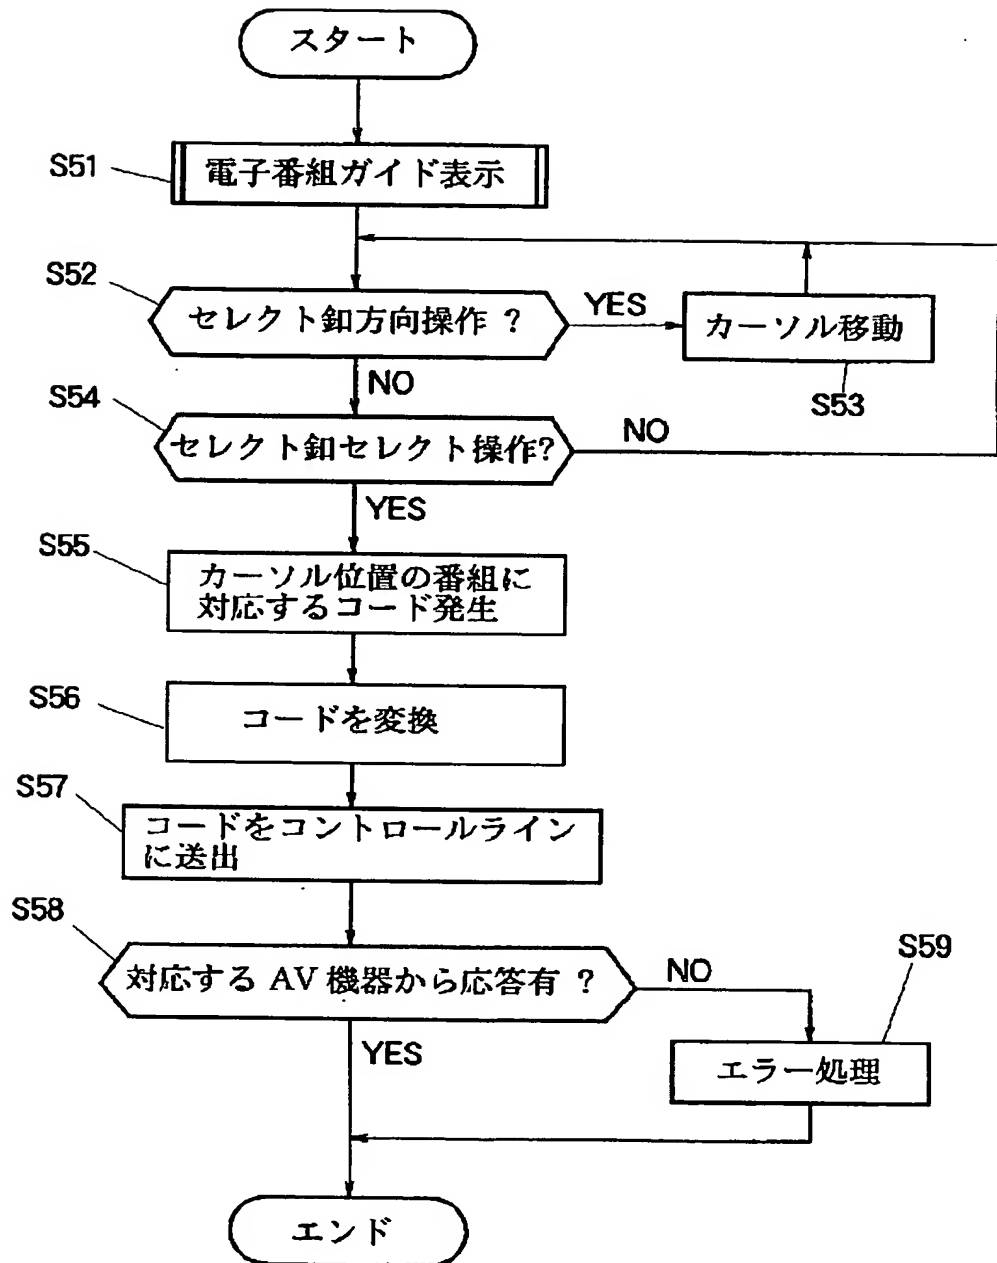 スタート
S51
電子番組ガイド表示
S52
セレクト釦方向操作 ?
YES
カーソル移動
S53
NO
S54
セレクト釦セレクト操作?
NO
YES
S55
カーソル位置の番組に
対応するコード発生
S56
コードを変換
S57
コードをコントロールライン
に送出
S58
対応する AV 機器から応答有 ?
NO
S59
YES
エラー処理
エンド